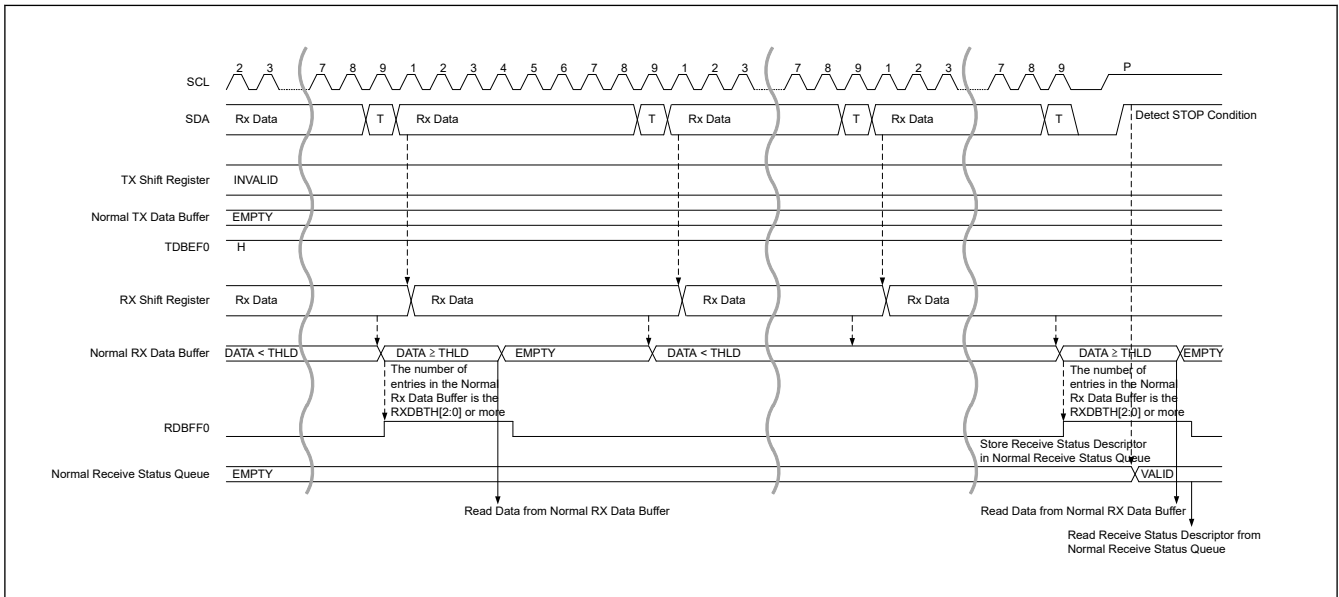 SCL 2 3 7 8 9 1 2 3 4 5 6 7 8 9 1 2 3 7 8 9 1 2 3 7 8 9 P
SDA Rx Data T Rx Data T Rx Data T Rx Data T Detect STOP Condition
TX Shift Register INVALID
Normal TX Data Buffer EMPTY
TDBEF0 H
RX Shift Register Rx Data Rx Data Rx Data Rx Data
Normal RX Data Buffer DATA < THLD DATA ≥ THLD EMPTY DATA < THLD DATA ≥ THLD EMPTY
The number of
entries in the Normal
Rx Data Buffer is the
RXDBTH[2:0] or more
The number of
entries in the Normal
Rx Data Buffer is the
RXDBTH[2:0] or more
RDBFF0
Store Receive Status Descriptor
in Normal Receive Status Queue
Normal Receive Status Queue EMPTY VALID
Read Data from Normal RX Data Buffer
Read Data from Normal RX Data Buffer
Read Receive Status Descriptor from
Normal Receive Status Queue